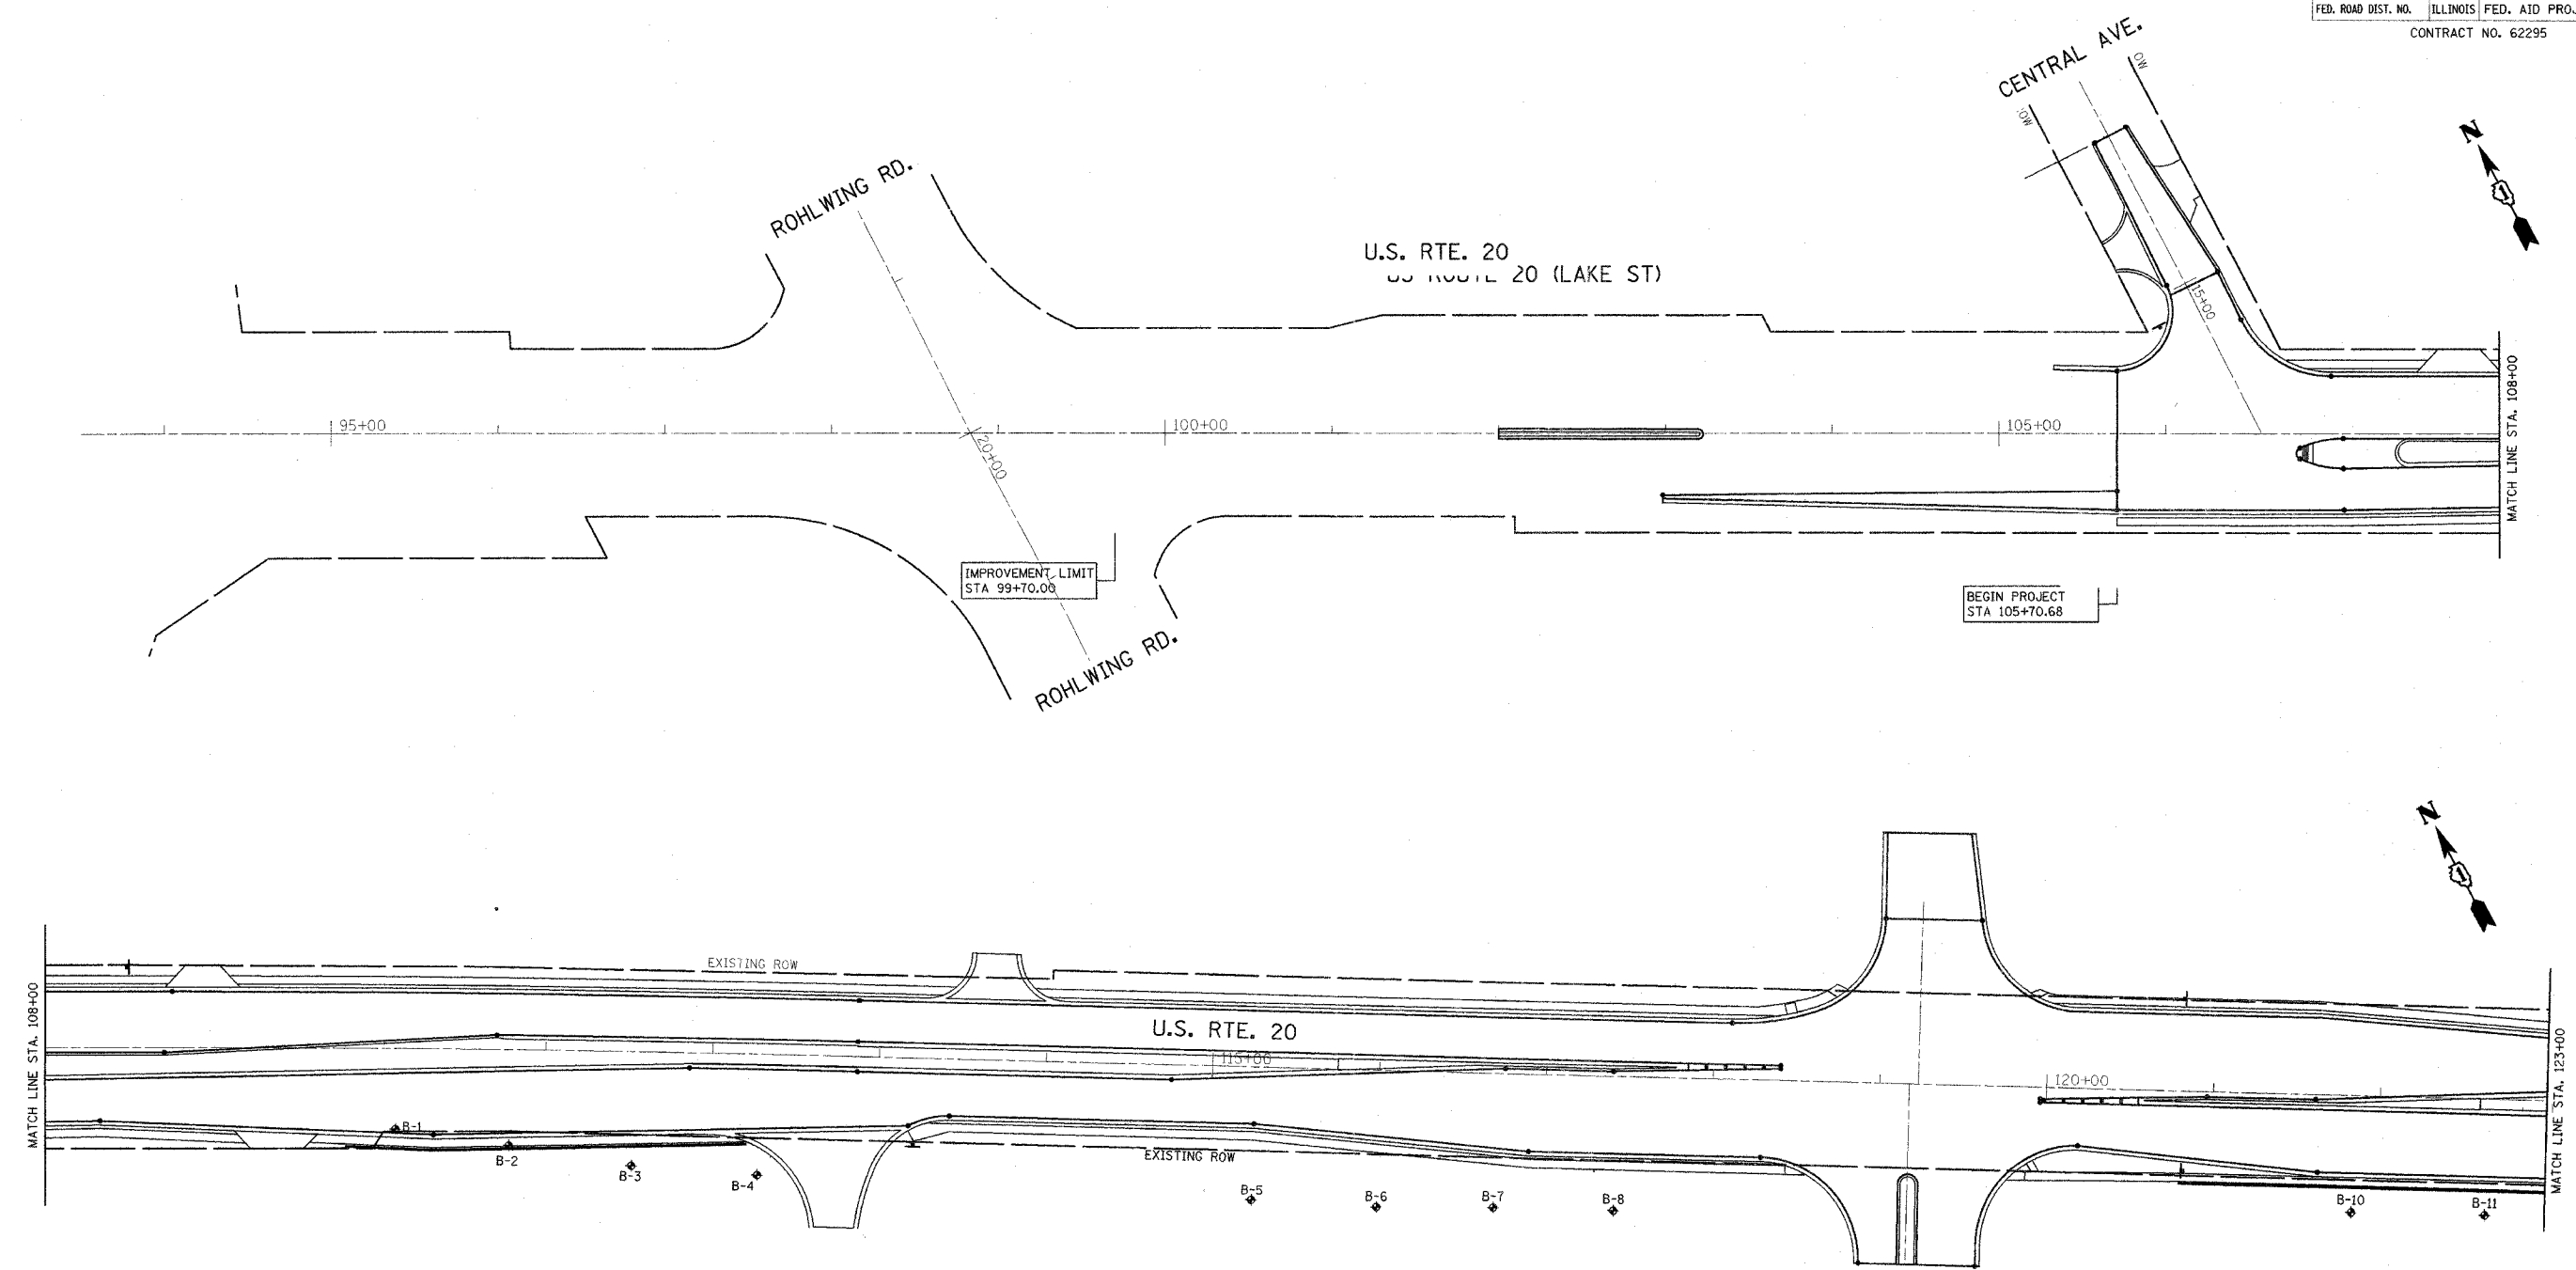 FED. ROAD DIST. NO. ILLINOIS FED. AID PROJ
CONTRACT NO. 62295
CENTRAL AVE.
N
ROHLWING RD.
U.S. RTE. 20
20 (LAKE ST)
15+00
95+00
100+00
105+00
20+00
MATCH LINE STA. 108+00
IMPROVEMENT LIMIT
STA 99+70.00
BEGIN PROJECT
STA 105+70.68
ROHLWING RD.
N
EXISTING ROW
MATCH LINE STA. 108+00
U.S. RTE. 20
115+00
120+00
MATCH LINE STA. 123+00
B-1
B-2
B-3
B-4
EXISTING ROW
B-5
B-6
B-7
B-8
B-10
B-11